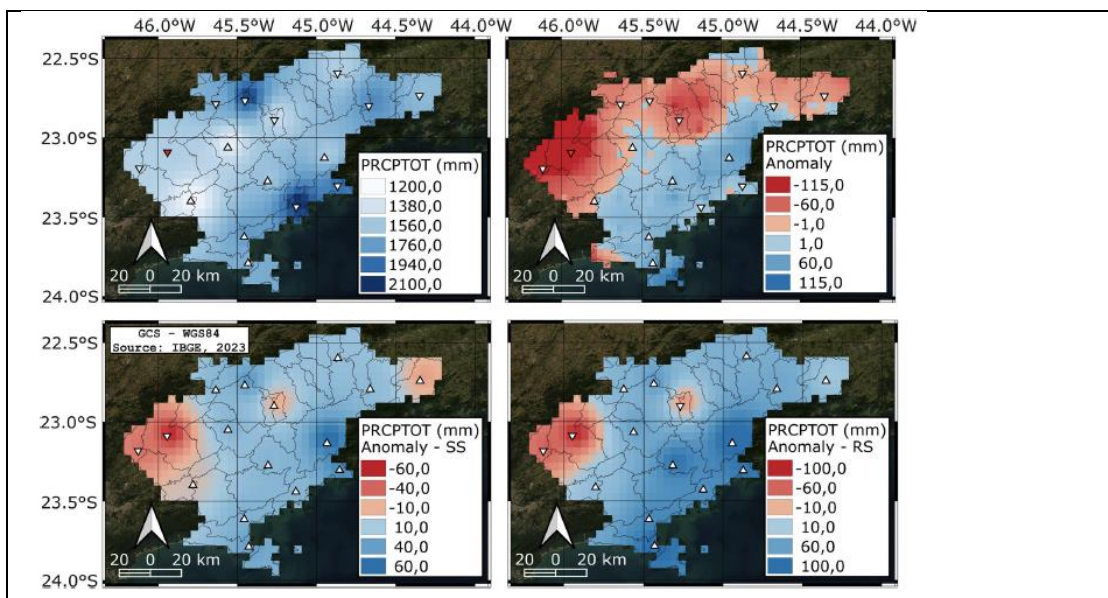 46.0°S 45.5°S 45.0°S 44.5°S 44.0°S
46.0°S 45.5°S 45.0°S 44.5°S 44.0°S
22.5°S
23.0°S
23.5°S
24.0°S
PRCPTOT (mm)
1200,0
1380,0
1560,0
1760,0
1940,0
2100,0
20 0 20 km
PRCPTOT (mm)
Anomaly
-115,0
-60,0
-1,0
1,0
60,0
115,0
20 0 20 km
GCS - WGS84
Source: IBGE, 2023
22.5°S
23.0°S
23.5°S
24.0°S
PRCPTOT (mm)
Anomaly - SS
-60,0
-40,0
-10,0
10,0
40,0
60,0
20 0 20 km
PRCPTOT (mm)
Anomaly - RS
-100,0
-60,0
-10,0
10,0
60,0
100,0
20 0 20 km